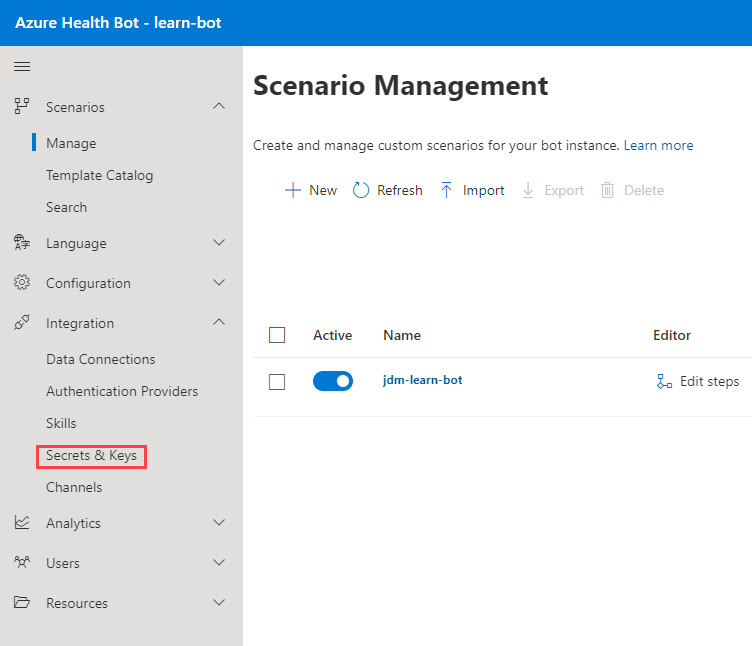 Azure Health Bot - learn-bot
Scenarios
Manage
Template Catalog
Search
Language
Configuration
Integration
Data Connections
Authentication Providers
Skills
Secrets & Keys
Channels
Analytics
Users
Resources
Scenario Management
Create and manage custom scenarios for your bot instance. Learn more
New Refresh Import Export Delete
Active Name Editor
jdm-learn-bot Edit steps